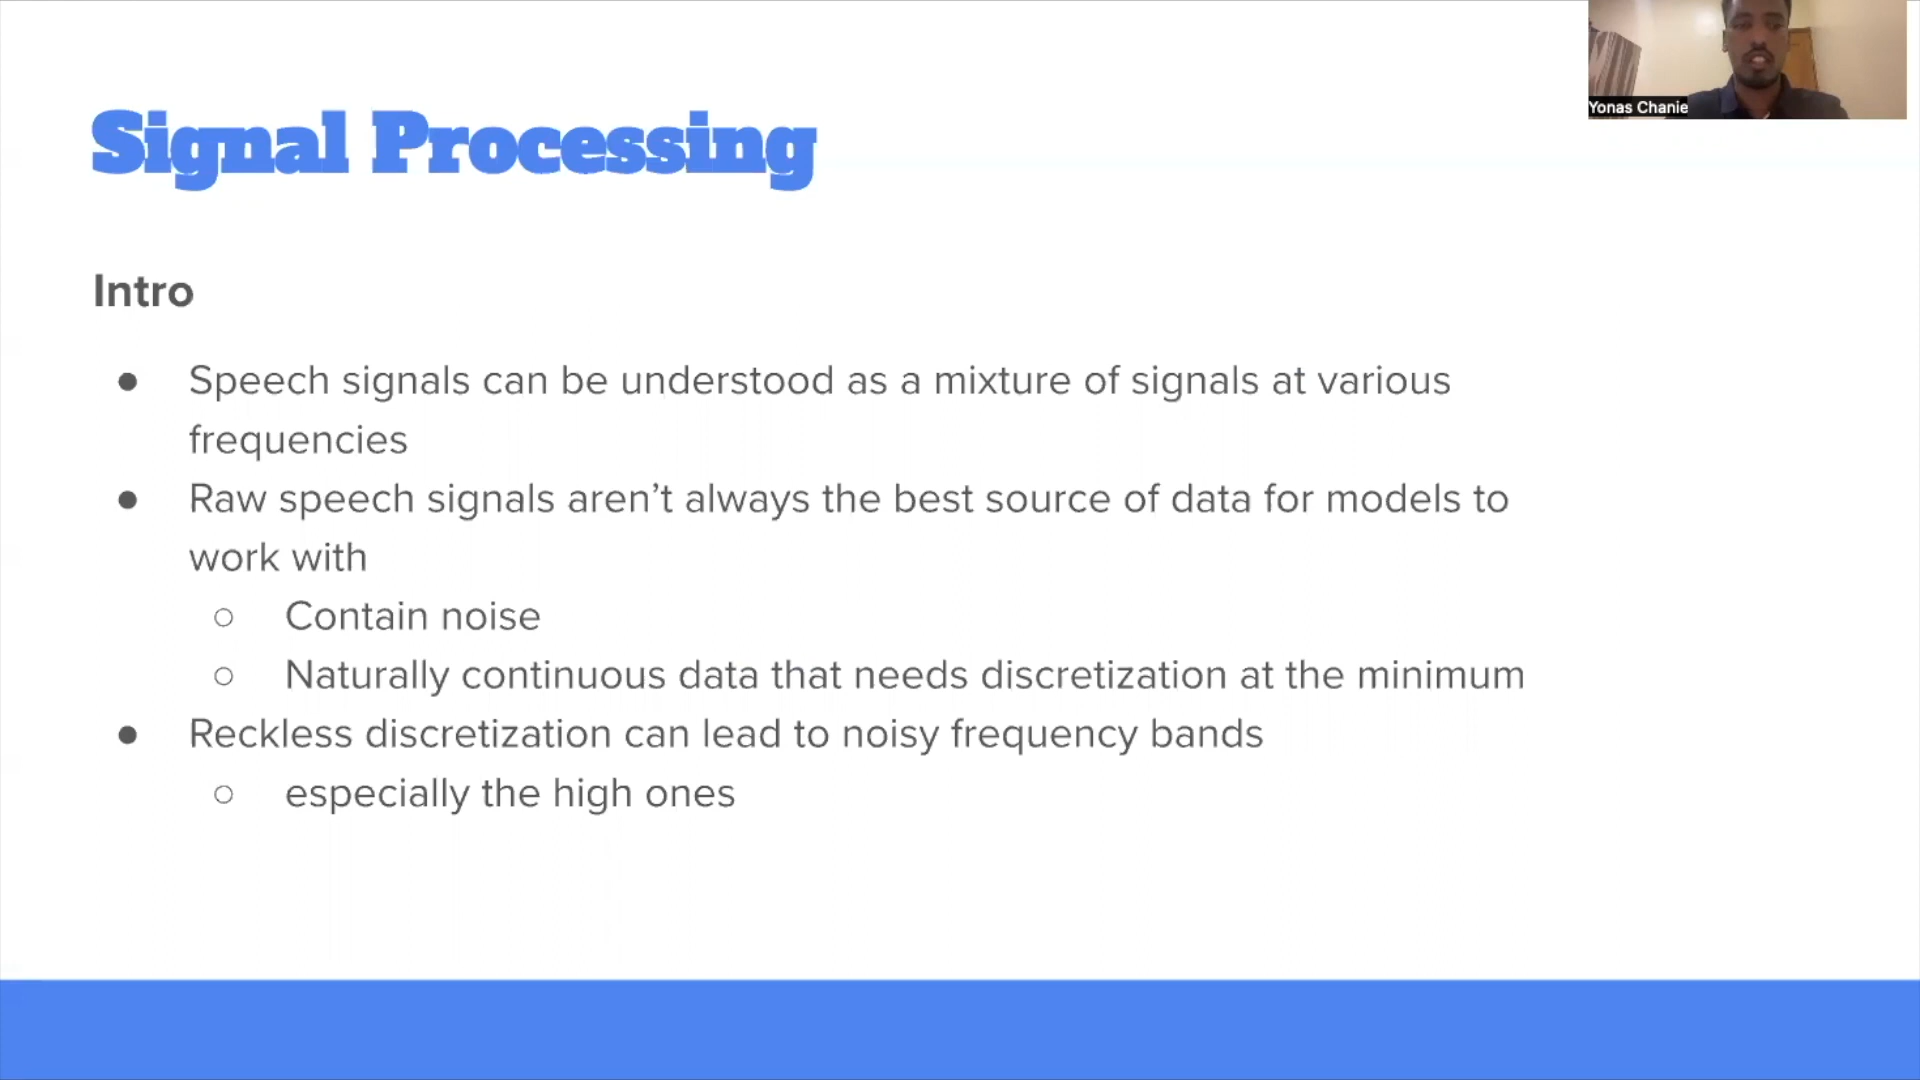 Yonas Chanie
Signal Processing
Intro
● Speech signals can be understood as a mixture of signals at various
frequencies
● Raw speech signals aren’t always the best source of data for models to
work with
○ Contain noise
○ Naturally continuous data that needs discretization at the minimum
● Reckless discretization can lead to noisy frequency bands
○ especially the high ones